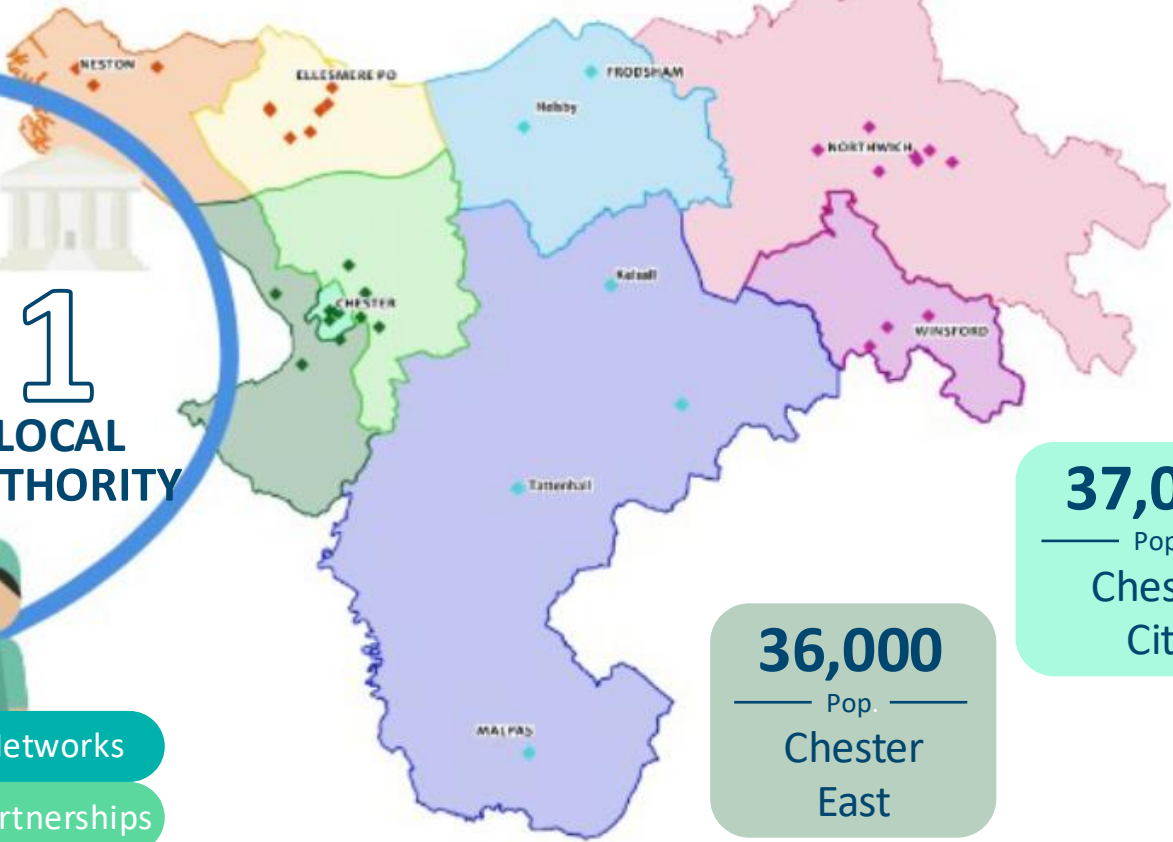 NESTON
ELLESMERE PO
FRODSHAM
Helsby
NORTHWICH
Kelsall
CHESTER
WINSFORD
Tattenhall
MALPAS
1
LOCAL
THORITY
etworks
rtnerships
36,000
Pop.
Chester
East
37,0
Pop
Ches
Cit